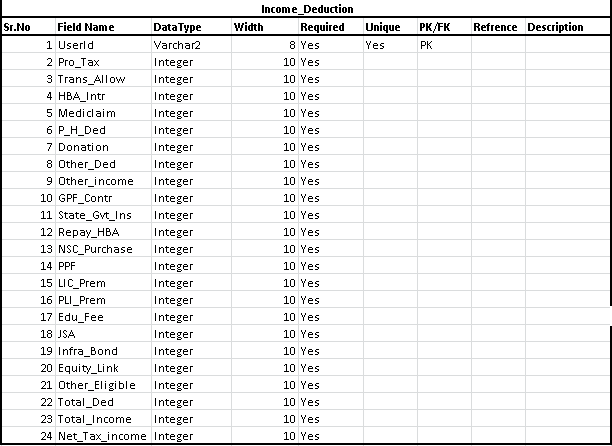 Income_Deduction
Sr.No Field Name DataType Width Required Unique PK/FK Refrence Description
1 UserId Varchar2 8 Yes Yes PK
2 Pro_Tax Integer 10 Yes
3 Trans_Allow Integer 10 Yes
4 HBA_Intr Integer 10 Yes
5 Mediclaim Integer 10 Yes
6 P_H_Ded Integer 10 Yes
7 Donation Integer 10 Yes
8 Other_Ded Integer 10 Yes
9 Other_income Integer 10 Yes
10 GPF_Contr Integer 10 Yes
11 State_Gvt_Ins Integer 10 Yes
12 Repay_HBA Integer 10 Yes
13 NSC_Purchase Integer 10 Yes
14 PPF Integer 10 Yes
15 LIC_Prem Integer 10 Yes
16 PLI_Prem Integer 10 Yes
17 Edu_Fee Integer 10 Yes
18 JSA Integer 10 Yes
19 Infra_Bond Integer 10 Yes
20 Equity_Link Integer 10 Yes
21 Other_Eligible Integer 10 Yes
22 Total_Ded Integer 10 Yes
23 Total_Income Integer 10 Yes
24 Net_Tax_income Integer 10 Yes